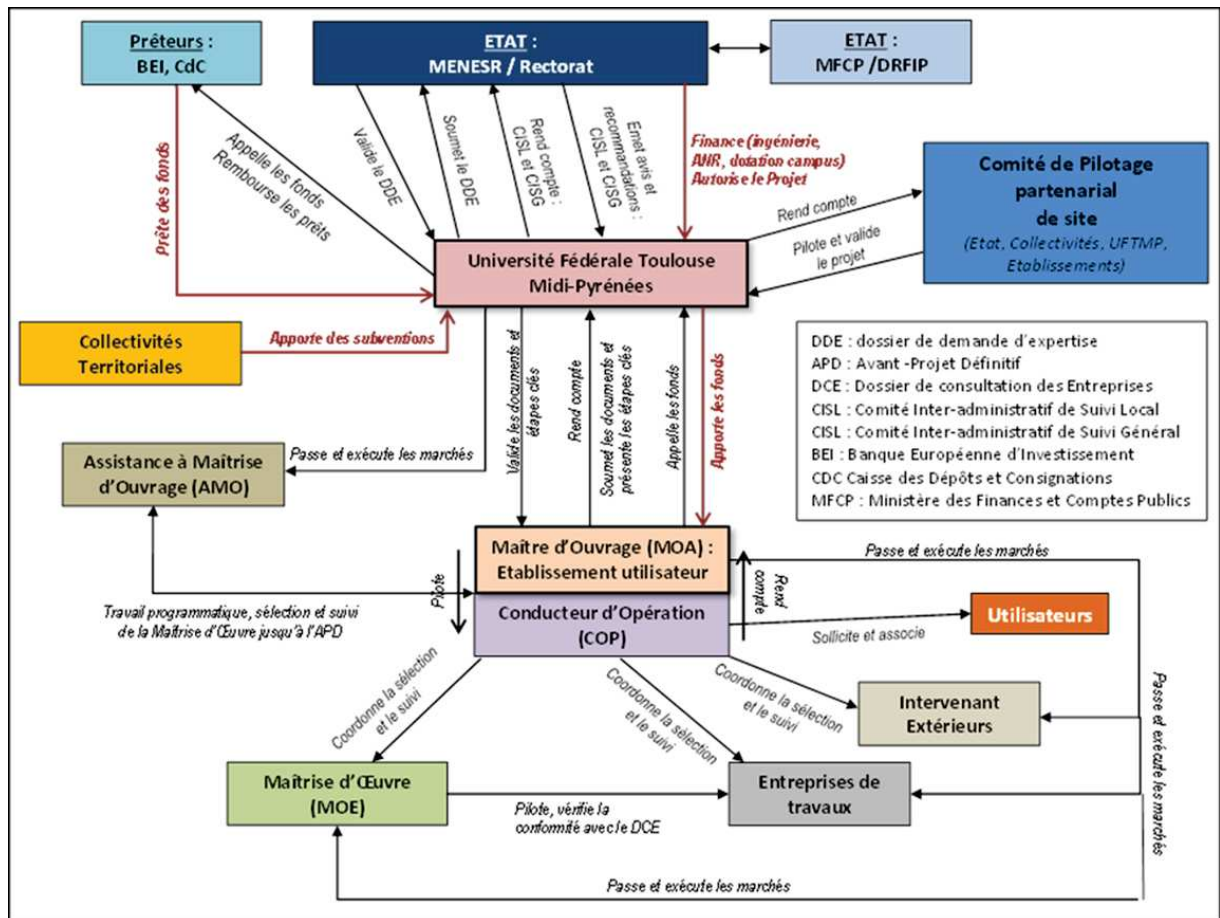 Prêteurs :
BEI, CdC
ETAT :
MENESR / Rectorat
ETAT :
MFCP /DRFIP
Prête des fonds
Appelle les fonds
Rembourse les prêts
Valide le DDE
Soumet le DDE
Rend compte :
CISL et CISG
Emet avis et
recommandations :
CISL et CISG
Finance (ingénierie,
ANR, dotation campus)
Autorise le Projet
Rend compte
Pilote et valide
le projet
Comité de Pilotage
partenarial
de site
(Etat, Collectivités, UFTMP,
Etablissements)
Université Fédérale Toulouse
Midi-Pyrénées
Collectivités
Territoriales
Apporte des subventions
DDE : dossier de demande d'expertise
APD : Avant -Projet Définitif
DCE : Dossier de consultation des Entreprises
CISL : Comité Inter-administratif de Suivi Local
CISL : Comité Inter-administratif de Suivi Général
BEI : Banque Européenne d'Investissement
CDC Caisse des Dépôts et Consignations
MFCP : Ministère des Finances et Comptes Publics
Valide les documents et
étapes clés
Rend compte
Soumet les documents et
présente les étapes clés
Appelle les fonds
Apporte les fonds
Assistance à Maîtrise
d'Ouvrage (AMO)
Passe et exécute les marchés
Maître d'Ouvrage (MOA) :
Etablissement utilisateur
Conducteur d'Opération
(COP)
Pilote
Rend
compte
Passe et exécute les marchés
Travail programmatique, sélection et suivi
de la Maîtrise d'Œuvre jusqu'à l'APD
Utilisateurs
Sollicite et associe
Coordonne la sélection
et le suivi
Coordonne la sélection
et le suivi
Coordonne la sélection
et le suivi
Intervenant
Extérieurs
Passe et exécute les marchés
Maîtrise d'Œuvre
(MOE)
Pilote, vérifie la
conformité avec le DCE
Entreprises de
travaux
Passe et exécute les marchés